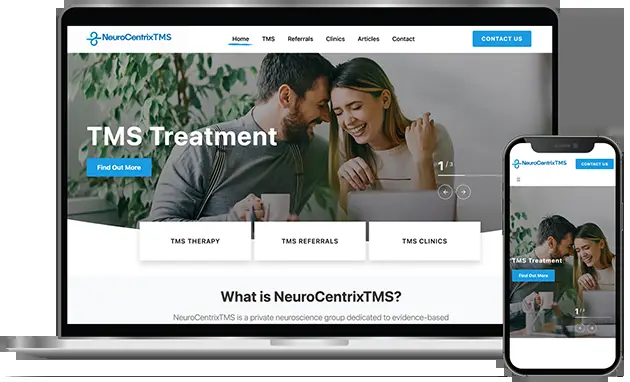 NeuroCentrixTMS
Home TMS Referrals Clinics Articles Contact
CONTACT US
TMS Treatment
Find Out More
1 / 3
TMS THERAPY TMS REFERRALS TMS CLINICS
What is NeuroCentrixTMS?
NeuroCentrixTMS is a private neuroscience group dedicated to evidence-based
NeuroCentrixTMS
CONTACT US
TMS Treatment
Find Out More